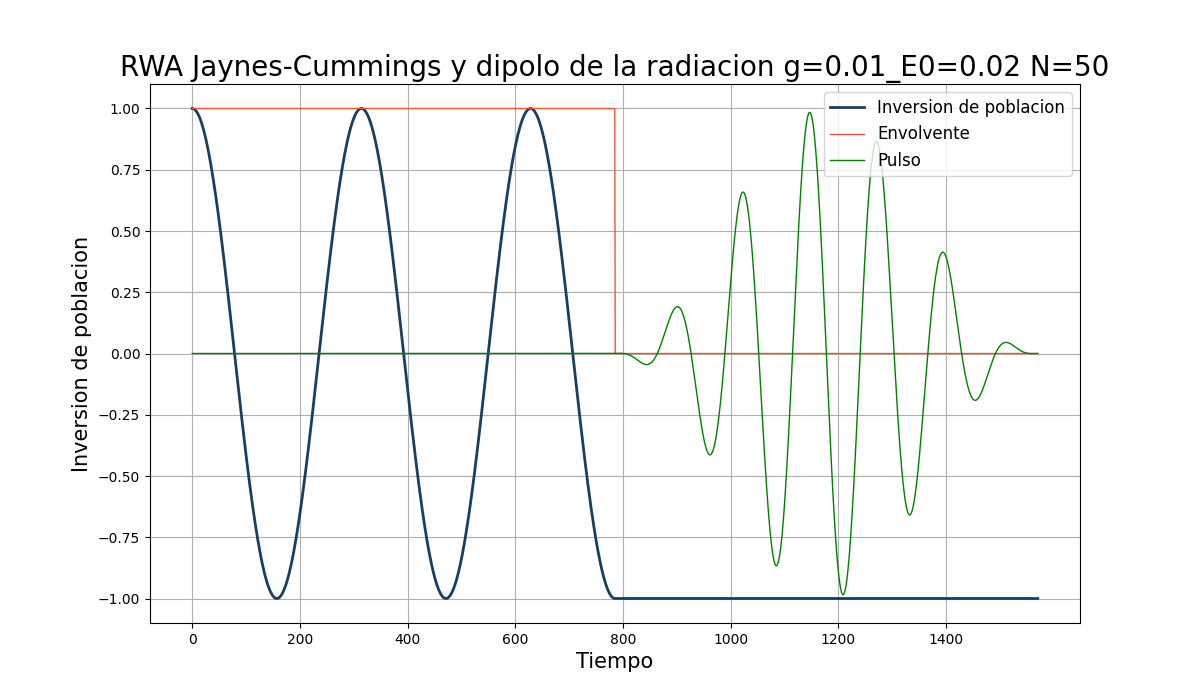 RWA Jaynes-Cummings y dipolo de la radiacion g=0.01_E0=0.02 N=50
Inversion de poblacion
Envolvente
Pulso
Inversion de poblacion
1.00
0.75
0.50
0.25
0.00
−0.25
−0.50
−0.75
−1.00
0 200 400 600 800 1000 1200 1400
Tiempo